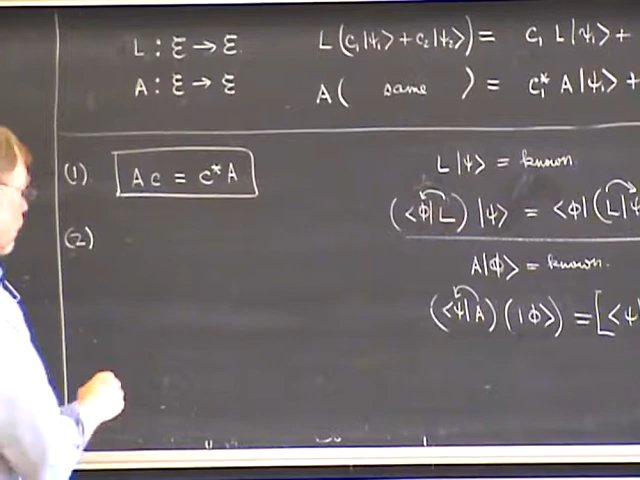 L : ℰ → ℰ L(c₁|ψ₁> + c₂|ψ₂>) = c₁ L|ψ₁> +
A : ℰ → ℰ A( same ) = c₁* A|ψ₁> +
(1) Ac = c*A
L|ψ> = known.
(<φ|L)|ψ> = <φ|(L|ψ
(2)
A|φ> = known.
(<ψ|A)(|φ>) = [<ψ|